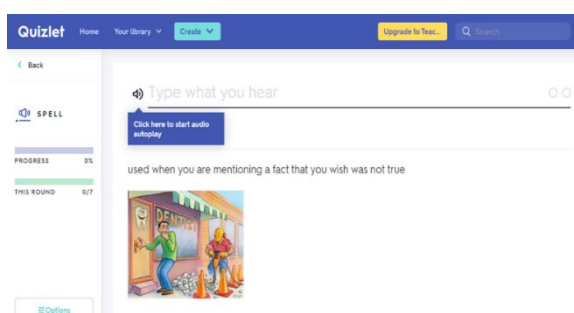 Quizlet Home Your library Create Upgrade to Teac... Search
< Back
Type what you hear
SPELL
Click here to start audio
autoplay
PROGRESS 0%
used when you are mentioning a fact that you wish was not true
THIS ROUND 0/7
DENTIST
Options